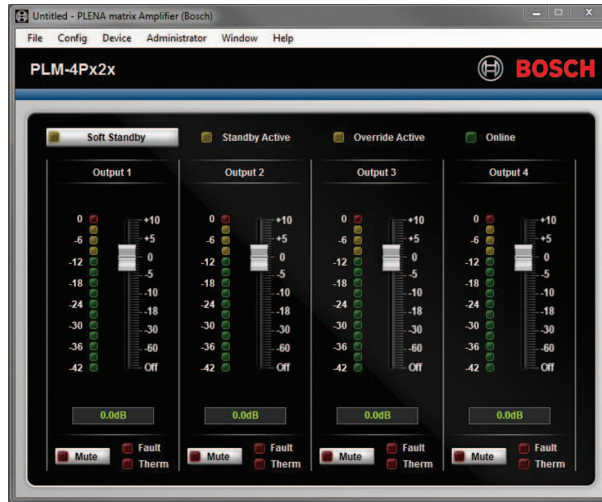 Untitled - PLENA matrix Amplifier (Bosch)
File Config Device Administrator Window Help
PLM-4Px2x BOSCH
Soft Standby Standby Active Override Active Online
Output 1 Output 2 Output 3 Output 4
0 +10 0 +10 0 +10 0 +10
-6 +5 -6 +5 -6 +5 -6 +5
-12 0 -12 0 -12 0 -12 0
-5 -5 -5 -5
-18 -10 -18 -10 -18 -10 -18 -10
-24 -18 -24 -18 -24 -18 -24 -18
-30 -30 -30 -30 -30 -30 -30 -30
-36 -60 -36 -60 -36 -60 -36 -60
-42 Off -42 Off -42 Off -42 Off
0.0dB 0.0dB 0.0dB 0.0dB
Mute Fault Mute Fault Mute Fault Mute Fault
Therm Therm Therm Therm